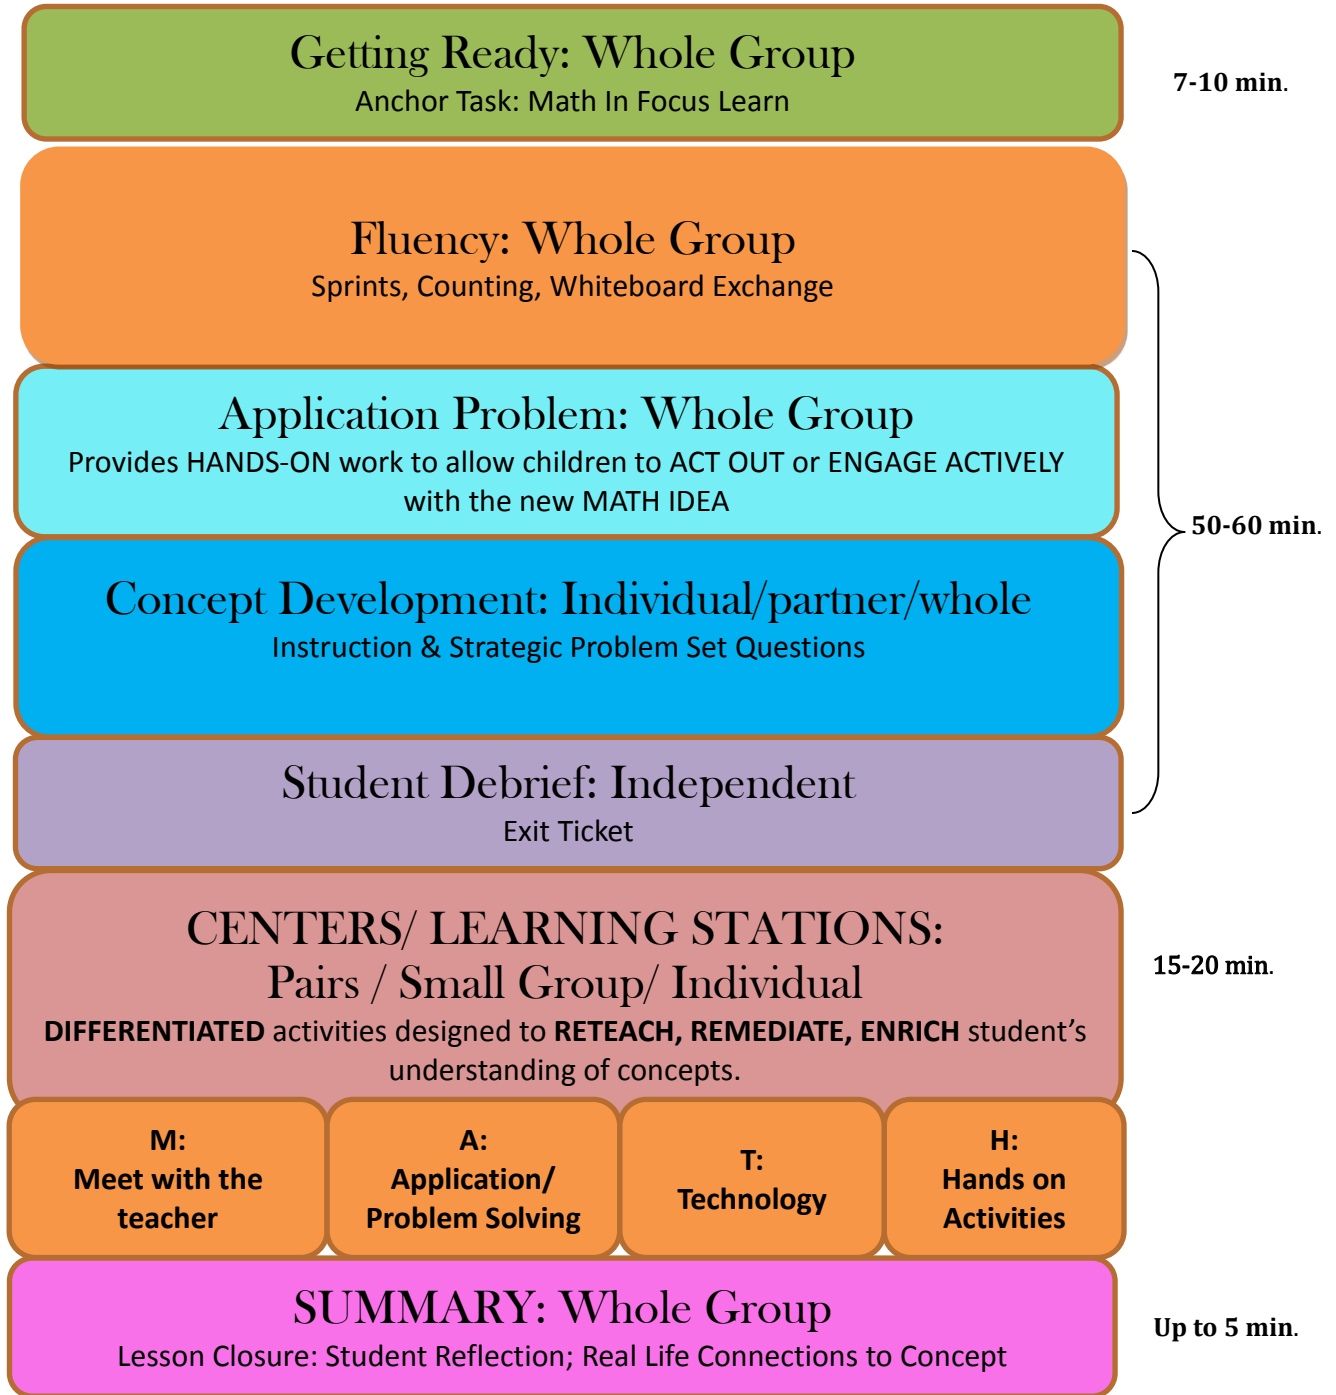 Getting Ready: Whole Group
Anchor Task: Math In Focus Learn
7-10 min.
Fluency: Whole Group
Sprints, Counting, Whiteboard Exchange
Application Problem: Whole Group
Provides HANDS-ON work to allow children to ACT OUT or ENGAGE ACTIVELY
with the new MATH IDEA
50-60 min.
Concept Development: Individual/partner/whole
Instruction & Strategic Problem Set Questions
Student Debrief: Independent
Exit Ticket
CENTERS/ LEARNING STATIONS:
Pairs / Small Group/ Individual
DIFFERENTIATED activities designed to RETEACH, REMEDIATE, ENRICH student’s
understanding of concepts.
15-20 min.
M:
Meet with the
teacher
A:
Application/
Problem Solving
T:
Technology
H:
Hands on
Activities
SUMMARY: Whole Group
Lesson Closure: Student Reflection; Real Life Connections to Concept
Up to 5 min.